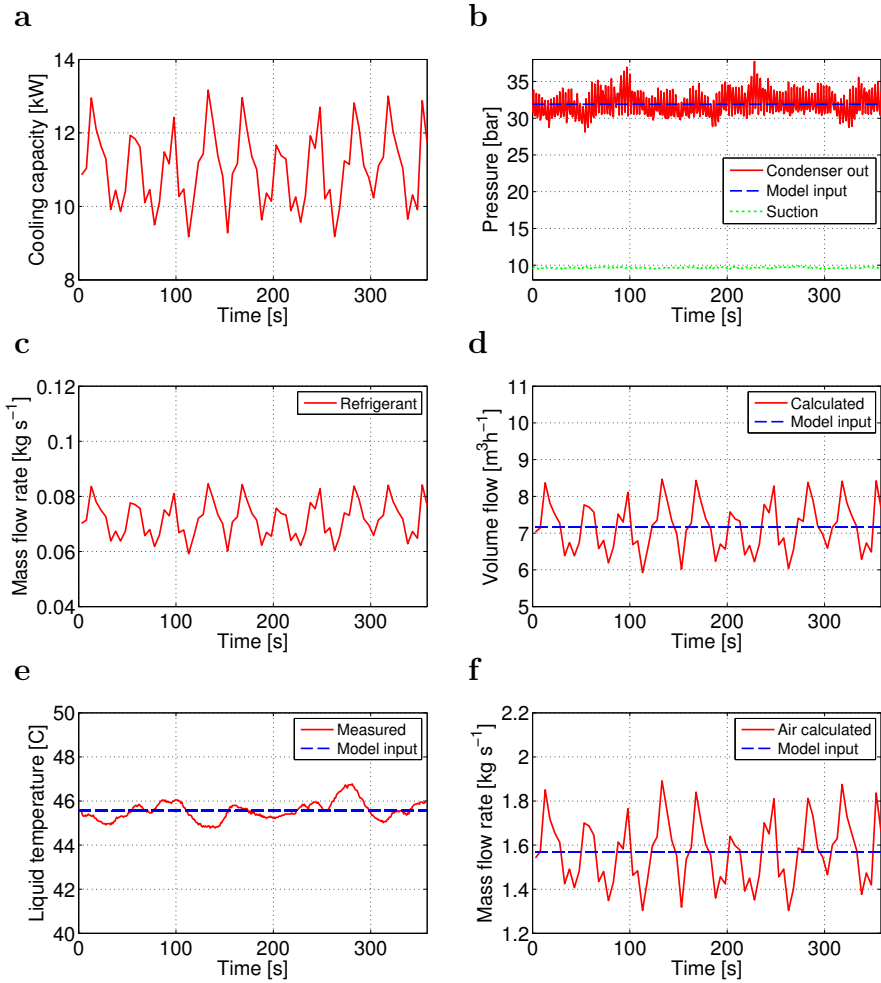 a
Cooling capacity [kW]
14
12
10
8
0 100 200 300
Time [s]
b
Pressure [bar]
35
30
25
20
15
10
Condenser out
Model input
Suction
0 100 200 300
Time [s]
c
Mass flow rate [kg s⁻¹]
0.12
0.1
0.08
0.06
0.04
Refrigerant
0 100 200 300
Time [s]
d
Volume flow [m³h⁻¹]
11
10
9
8
7
6
5
Calculated
Model input
0 100 200 300
Time [s]
e
Liquid temperature [C]
50
48
46
44
42
40
Measured
Model input
0 100 200 300
Time [s]
f
Mass flow rate [kg s⁻¹]
2.2
2
1.8
1.6
1.4
1.2
Air calculated
Model input
0 100 200 300
Time [s]